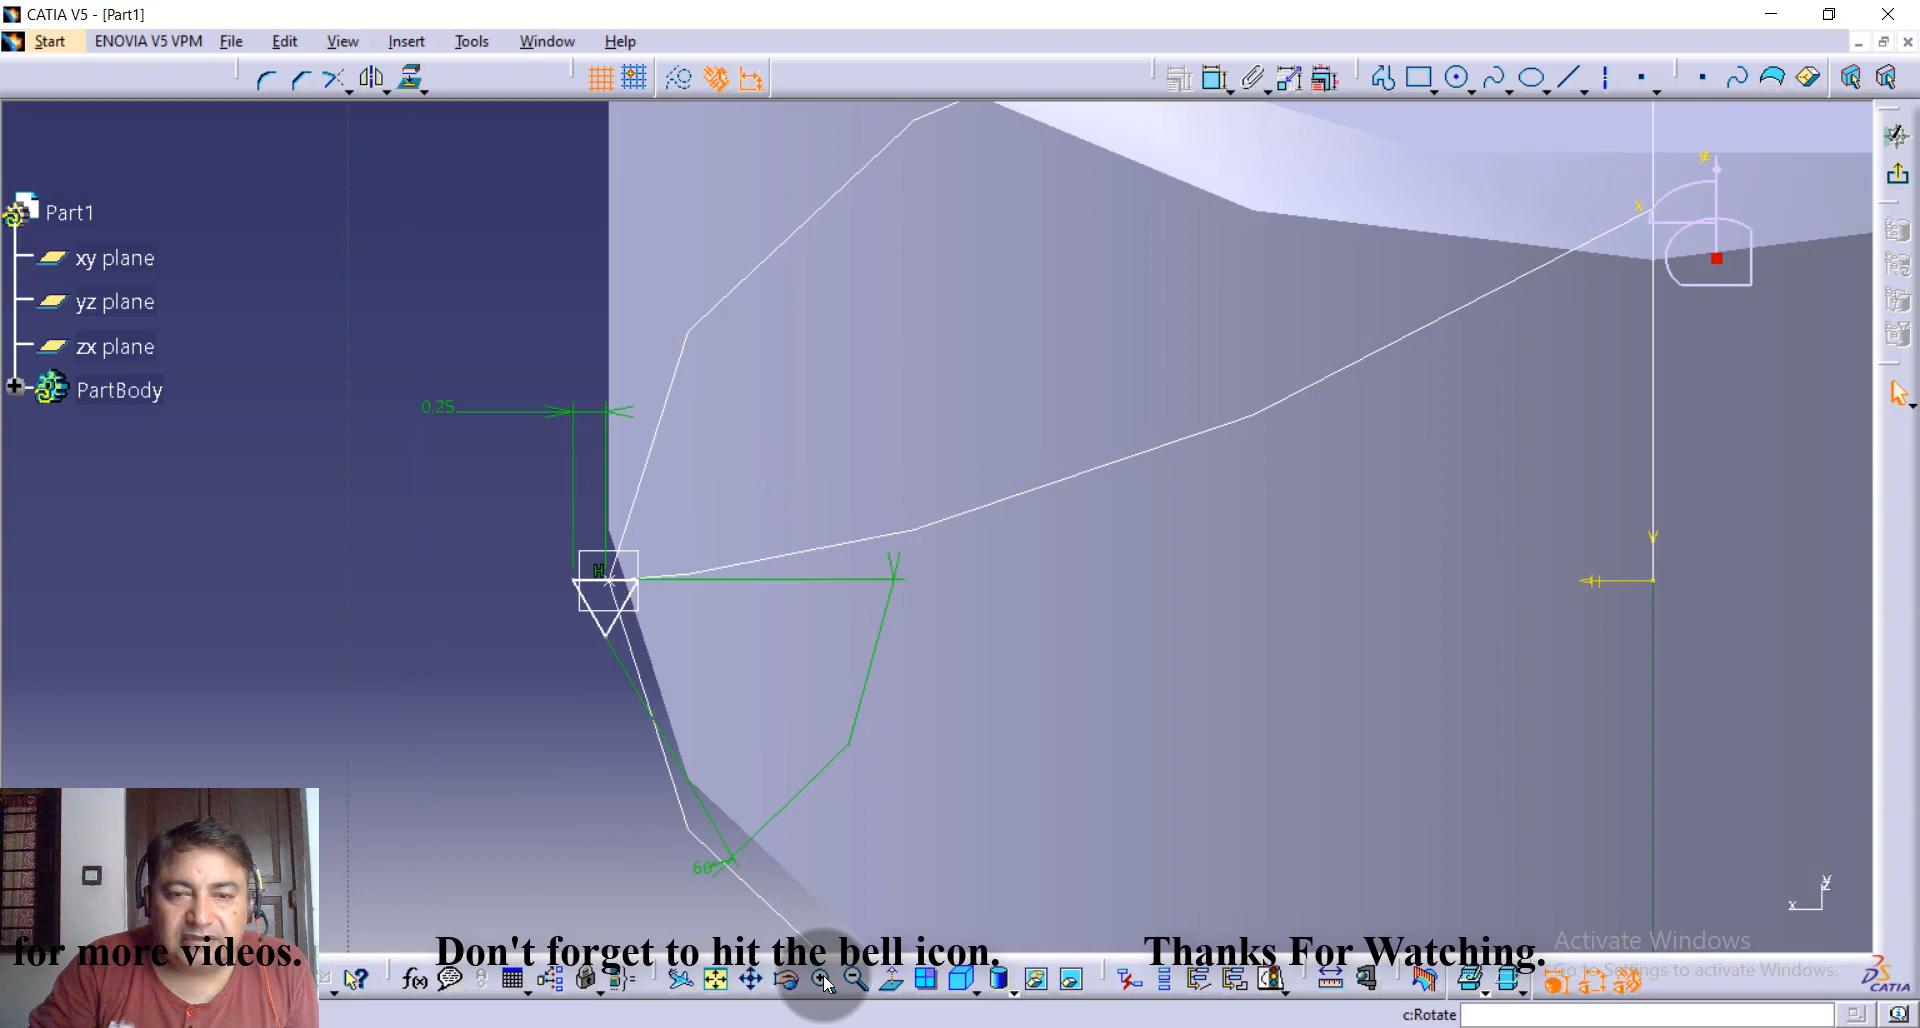 CATIA V5 - [Part1]
Start ENOVIA V5 VPM File Edit View Insert Tools Window Help
Part1
xy plane
yz plane
zx plane
PartBody
0.25
H
60
x
z
V
H
y
x
f(x)
for more videos. Don't forget to hit the bell icon. Thanks For Watching.
Activate Windows
Go to Settings to activate Windows.
CATIA
c:Rotate